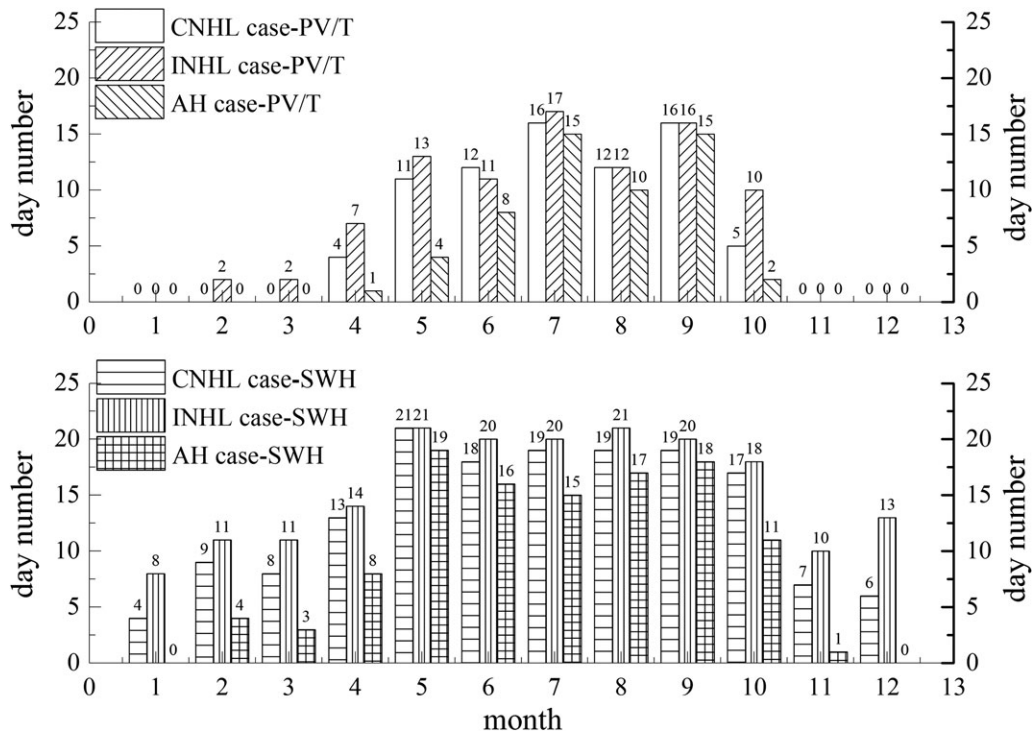 25
20
15
10
5
0
day number
CNHL case-PV/T
INHL case-PV/T
AH case-PV/T
0 0 0
0 2 0
0 2 0
4 7 1
11 13 4
12 11 8
16 17 15
12 12 10
16 16 15
5 10 2
0 0 0
0 0 0
25
20
15
10
5
0
day number
0 1 2 3 4 5 6 7 8 9 10 11 12 13
25
20
15
10
5
0
day number
CNHL case-SWH
INHL case-SWH
AH case-SWH
4 8 0
9 11 4
8 11 3
13 14 8
21 21 19
18 20 16
19 20 15
19 21 17
19 20 18
17 18 11
7 10 1
6 13 0
25
20
15
10
5
0
day number
0 1 2 3 4 5 6 7 8 9 10 11 12 13
month